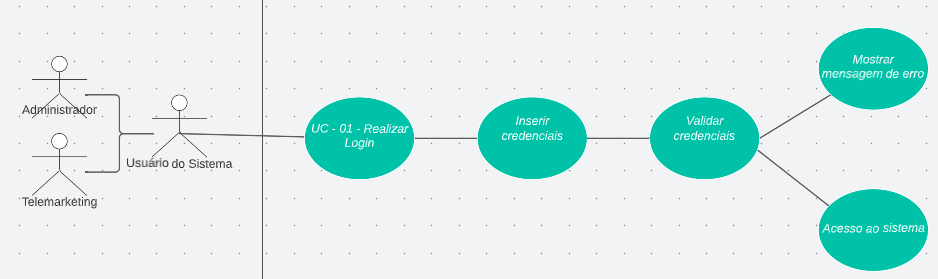 Administrador
Telemarketing
Usuário do Sistema
UC - 01 - Realizar
Login
Inserir
credenciais
Validar
credenciais
Mostrar
mensagem de erro
Acesso ao sistema